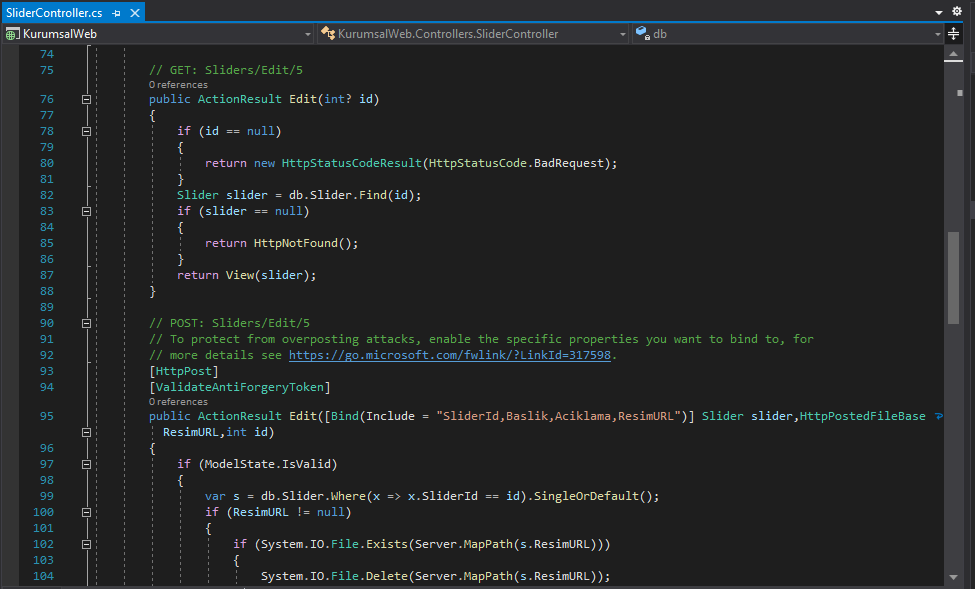 SliderController.cs
KurumsalWeb KurumsalWeb.Controllers.SliderController db
74
75 // GET: Sliders/Edit/5
0 references
76 public ActionResult Edit(int? id)
77 {
78 if (id == null)
79 {
80 return new HttpStatusCodeResult(HttpStatusCode.BadRequest);
81 }
82 Slider slider = db.Slider.Find(id);
83 if (slider == null)
84 {
85 return HttpNotFound();
86 }
87 return View(slider);
88 }
89
90 // POST: Sliders/Edit/5
91 // To protect from overposting attacks, enable the specific properties you want to bind to, for
92 // more details see https://go.microsoft.com/fwlink/?LinkId=317598.
93 [HttpPost]
94 [ValidateAntiForgeryToken]
0 references
95 public ActionResult Edit([Bind(Include = "SliderId,Baslik,Aciklama,ResimURL")] Slider slider,HttpPostedFileBase
ResimURL,int id)
96 {
97 if (ModelState.IsValid)
98 {
99 var s = db.Slider.Where(x => x.SliderId == id).SingleOrDefault();
100 if (ResimURL != null)
101 {
102 if (System.IO.File.Exists(Server.MapPath(s.ResimURL)))
103 {
104 System.IO.File.Delete(Server.MapPath(s.ResimURL));